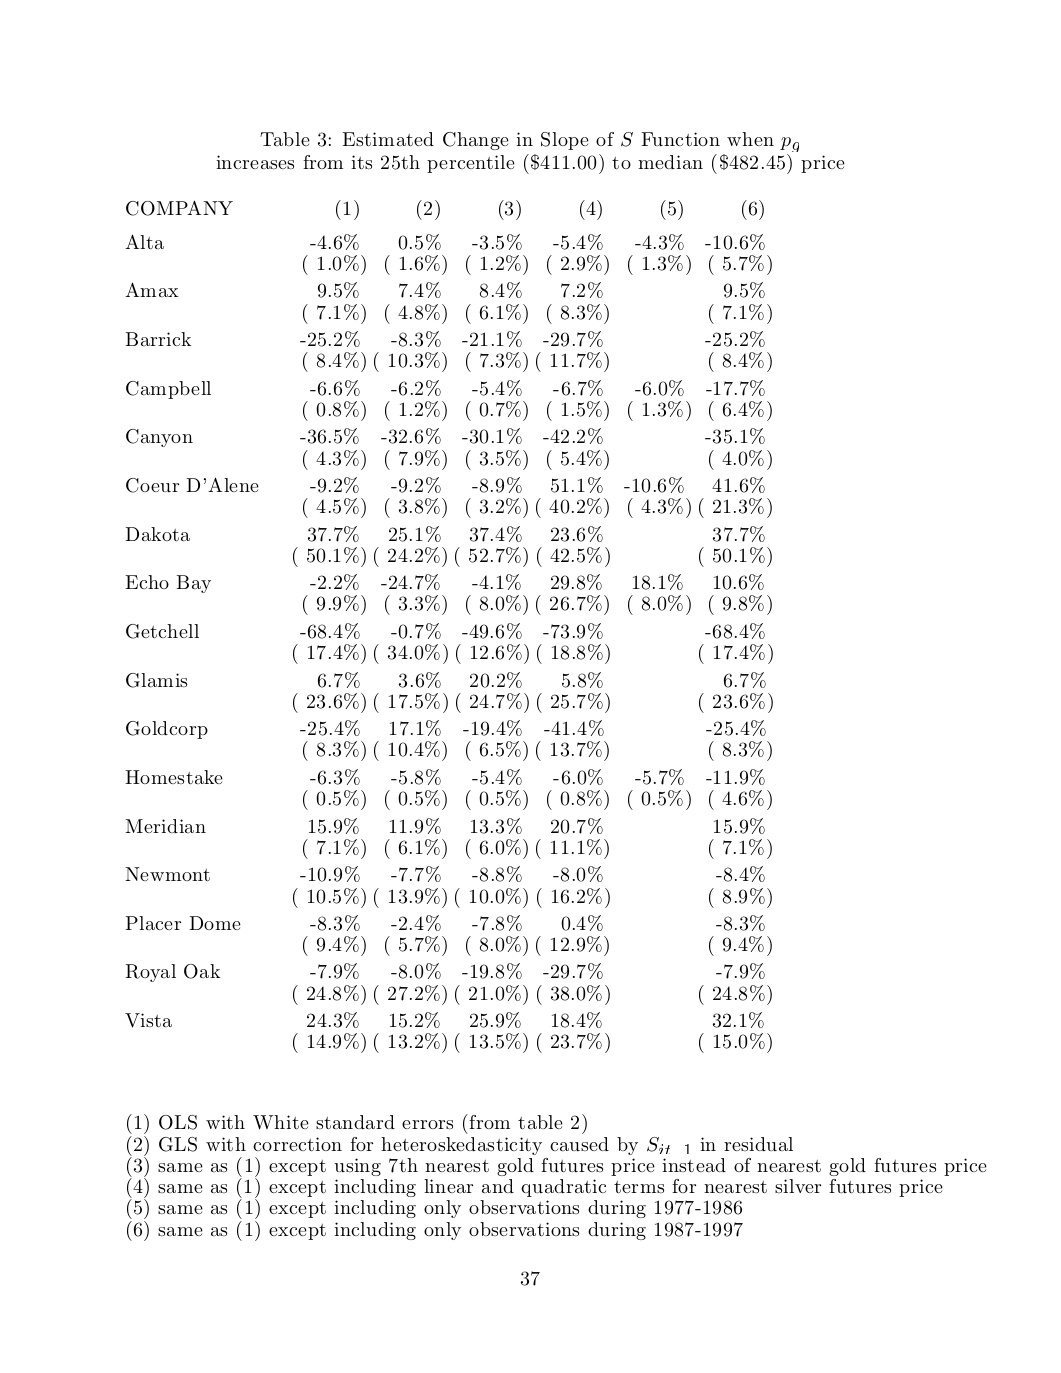 Table 3: Estimated Change in Slope of S Function when p_g
increases from its 25th percentile ($411.00) to median ($482.45) price
COMPANY (1) (2) (3) (4) (5) (6)
Alta -4.6% 0.5% -3.5% -5.4% -4.3% -10.6%
( 1.0%) ( 1.6%) ( 1.2%) ( 2.9%) ( 1.3%) ( 5.7%)
Amax 9.5% 7.4% 8.4% 7.2% 9.5%
( 7.1%) ( 4.8%) ( 6.1%) ( 8.3%) ( 7.1%)
Barrick -25.2% -8.3% -21.1% -29.7% -25.2%
( 8.4%) ( 10.3%) ( 7.3%) ( 11.7%) ( 8.4%)
Campbell -6.6% -6.2% -5.4% -6.7% -6.0% -17.7%
( 0.8%) ( 1.2%) ( 0.7%) ( 1.5%) ( 1.3%) ( 6.4%)
Canyon -36.5% -32.6% -30.1% -42.2% -35.1%
( 4.3%) ( 7.9%) ( 3.5%) ( 5.4%) ( 4.0%)
Coeur D'Alene -9.2% -9.2% -8.9% 51.1% -10.6% 41.6%
( 4.5%) ( 3.8%) ( 3.2%) ( 40.2%) ( 4.3%) ( 21.3%)
Dakota 37.7% 25.1% 37.4% 23.6% 37.7%
( 50.1%) ( 24.2%) ( 52.7%) ( 42.5%) ( 50.1%)
Echo Bay -2.2% -24.7% -4.1% 29.8% 18.1% 10.6%
( 9.9%) ( 3.3%) ( 8.0%) ( 26.7%) ( 8.0%) ( 9.8%)
Getchell -68.4% -0.7% -49.6% -73.9% -68.4%
( 17.4%) ( 34.0%) ( 12.6%) ( 18.8%) ( 17.4%)
Glamis 6.7% 3.6% 20.2% 5.8% 6.7%
( 23.6%) ( 17.5%) ( 24.7%) ( 25.7%) ( 23.6%)
Goldcorp -25.4% 17.1% -19.4% -41.4% -25.4%
( 8.3%) ( 10.4%) ( 6.5%) ( 13.7%) ( 8.3%)
Homestake -6.3% -5.8% -5.4% -6.0% -5.7% -11.9%
( 0.5%) ( 0.5%) ( 0.5%) ( 0.8%) ( 0.5%) ( 4.6%)
Meridian 15.9% 11.9% 13.3% 20.7% 15.9%
( 7.1%) ( 6.1%) ( 6.0%) ( 11.1%) ( 7.1%)
Newmont -10.9% -7.7% -8.8% -8.0% -8.4%
( 10.5%) ( 13.9%) ( 10.0%) ( 16.2%) ( 8.9%)
Placer Dome -8.3% -2.4% -7.8% 0.4% -8.3%
( 9.4%) ( 5.7%) ( 8.0%) ( 12.9%) ( 9.4%)
Royal Oak -7.9% -8.0% -19.8% -29.7% -7.9%
( 24.8%) ( 27.2%) ( 21.0%) ( 38.0%) ( 24.8%)
Vista 24.3% 15.2% 25.9% 18.4% 32.1%
( 14.9%) ( 13.2%) ( 13.5%) ( 23.7%) ( 15.0%)
(1) OLS with White standard errors (from table 2)
(2) GLS with correction for heteroskedasticity caused by S_{it-1} in residual
(3) same as (1) except using 7th nearest gold futures price instead of nearest gold futures price
(4) same as (1) except including linear and quadratic terms for nearest silver futures price
(5) same as (1) except including only observations during 1977-1986
(6) same as (1) except including only observations during 1987-1997
37